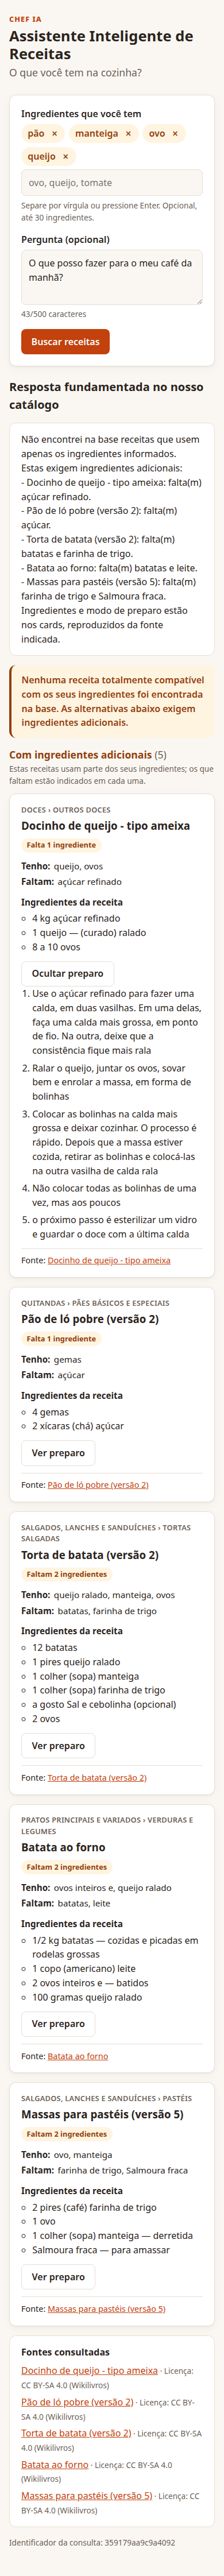 CHEF IA
Assistente Inteligente de
Receitas
O que você tem na cozinha?
Ingredientes que você tem
pão × manteiga × ovo ×
queijo ×
ovo, queijo, tomate
Separe por vírgula ou pressione Enter. Opcional,
até 30 ingredientes.
Pergunta (opcional)
O que posso fazer para o meu café da
manhã?
43/500 caracteres
Buscar receitas
Resposta fundamentada no nosso
catálogo
Não encontrei na base receitas que usem
apenas os ingredientes informados.
Estas exigem ingredientes adicionais:
- Docinho de queijo - tipo ameixa: falta(m)
açúcar refinado.
- Pão de ló pobre (versão 2): falta(m)
açúcar.
- Torta de batata (versão 2): falta(m)
batatas e farinha de trigo.
- Batata ao forno: falta(m) batatas e leite.
- Massas para pastéis (versão 5): falta(m)
farinha de trigo e Salmoura fraca.
Ingredientes e modo de preparo estão
nos cards, reproduzidos da fonte
indicada.
Nenhuma receita totalmente compatível
com os seus ingredientes foi encontrada
na base. As alternativas abaixo exigem
ingredientes adicionais.
Com ingredientes adicionais (5)
Estas receitas usam parte dos seus ingredientes; os que
faltam estão indicados em cada uma.
DOCES › OUTROS DOCES
Docinho de queijo - tipo ameixa
Falta 1 ingrediente
Tenho: queijo, ovos
Faltam: açúcar refinado
Ingredientes da receita
4 kg açúcar refinado
1 queijo — (curado) ralado
8 a 10 ovos
Ocultar preparo
1. Use o açúcar refinado para fazer uma
calda, em duas vasilhas. Em uma delas,
faça uma calda mais grossa, em ponto
de fio. Na outra, deixe que a
consistência fique mais rala
2. Ralar o queijo, juntar os ovos, sovar
bem e enrolar a massa, em forma de
bolinhas
3. Colocar as bolinhas na calda mais
grossa e deixar cozinhar. O processo é
rápido. Depois que a massa estiver
cozida, retirar as bolinhas e colocá-las
na outra vasilha de calda rala
4. Não colocar todas as bolinhas de uma
vez, mas aos poucos
5. o próximo passo é esterilizar um vidro
e guardar o doce com a última calda
Fonte: Docinho de queijo - tipo ameixa
QUITANDAS › PÃES BÁSICOS E ESPECIAIS
Pão de ló pobre (versão 2)
Falta 1 ingrediente
Tenho: gemas
Faltam: açúcar
Ingredientes da receita
4 gemas
2 xícaras (chá) açúcar
Ver preparo
Fonte: Pão de ló pobre (versão 2)
SALGADOS, LANCHES E SANDUÍCHES › TORTAS
SALGADAS
Torta de batata (versão 2)
Faltam 2 ingredientes
Tenho: queijo ralado, manteiga, ovos
Faltam: batatas, farinha de trigo
Ingredientes da receita
12 batatas
1 pires queijo ralado
1 colher (sopa) manteiga
1 colher (sopa) farinha de trigo
a gosto Sal e cebolinha (opcional)
2 ovos
Ver preparo
Fonte: Torta de batata (versão 2)
PRATOS PRINCIPAIS E VARIADOS › VERDURAS E
LEGUMES
Batata ao forno
Faltam 2 ingredientes
Tenho: ovos inteiros e, queijo ralado
Faltam: batatas, leite
Ingredientes da receita
1/2 kg batatas — cozidas e picadas em
rodelas grossas
1 copo (americano) leite
2 ovos inteiros e — batidos
100 gramas queijo ralado
Ver preparo
Fonte: Batata ao forno
SALGADOS, LANCHES E SANDUÍCHES › PASTÉIS
Massas para pastéis (versão 5)
Faltam 2 ingredientes
Tenho: ovo, manteiga
Faltam: farinha de trigo, Salmoura fraca
Ingredientes da receita
2 pires (café) farinha de trigo
1 ovo
1 colher (sopa) manteiga — derretida
Salmoura fraca — para amassar
Ver preparo
Fonte: Massas para pastéis (versão 5)
Fontes consultadas
Docinho de queijo - tipo ameixa · Licença:
CC BY-SA 4.0 (Wikilivros)
Pão de ló pobre (versão 2) · Licença: CC BY-
SA 4.0 (Wikilivros)
Torta de batata (versão 2) · Licença: CC BY-SA
4.0 (Wikilivros)
Batata ao forno · Licença: CC BY-SA 4.0
(Wikilivros)
Massas para pastéis (versão 5) · Licença: CC
BY-SA 4.0 (Wikilivros)
Identificador da consulta: 359179aa9c9a4092